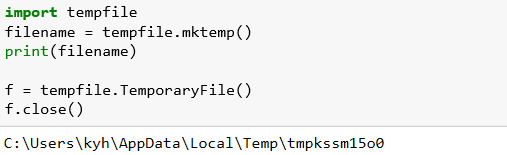 import tempfile
filename = tempfile.mktemp()
print(filename)
f = tempfile.TemporaryFile()
f.close()
C:\Users\kyh\AppData\Local\Temp\tmpkssm15o0